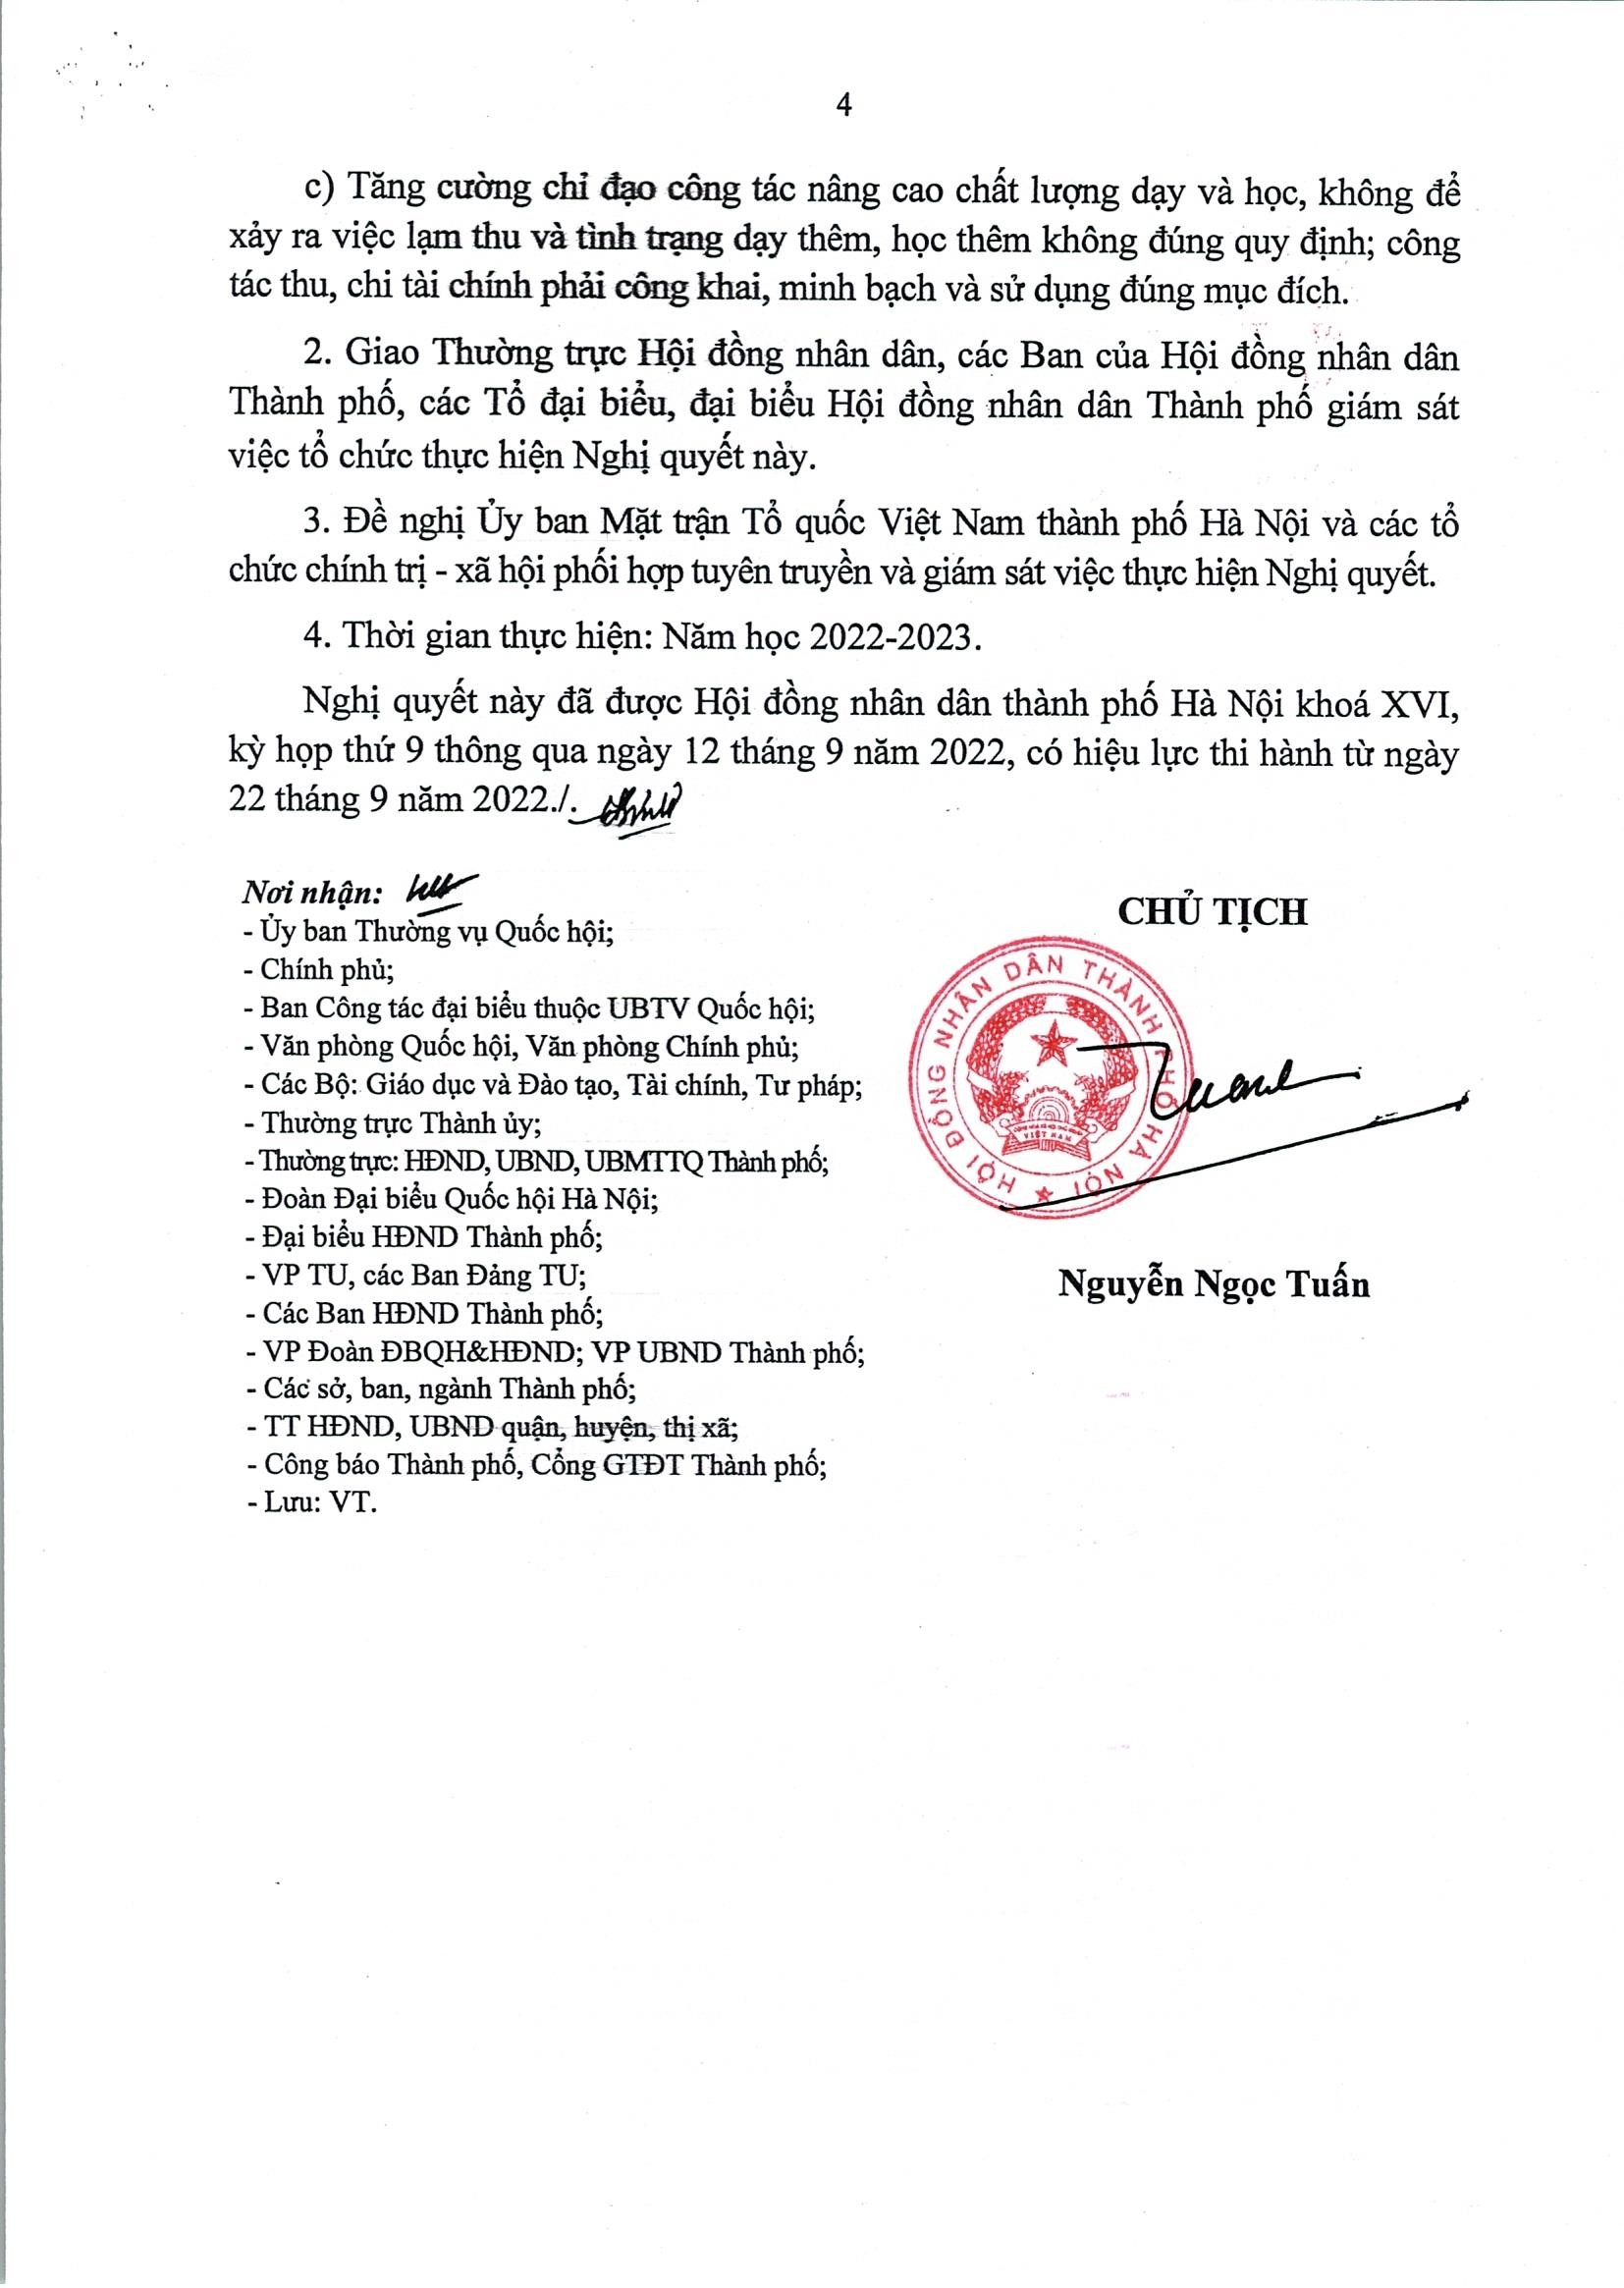 4
c) Tăng cường chỉ đạo công tác nâng cao chất lượng dạy và học, không để
xảy ra việc lạm thu và tình trạng dạy thêm, học thêm không đúng quy định; công
tác thu, chi tài chính phải công khai, minh bạch và sử dụng đúng mục đích.
2. Giao Thường trực Hội đồng nhân dân, các Ban của Hội đồng nhân dân
Thành phố, các Tổ đại biểu, đại biểu Hội đồng nhân dân Thành phố giám sát
việc tổ chức thực hiện Nghị quyết này.
3. Đề nghị Ủy ban Mặt trận Tổ quốc Việt Nam thành phố Hà Nội và các tổ
chức chính trị - xã hội phối hợp tuyên truyền và giám sát việc thực hiện Nghị quyết.
4. Thời gian thực hiện: Năm học 2022-2023.
Nghị quyết này đã được Hội đồng nhân dân thành phố Hà Nội khoá XVI,
kỳ họp thứ 9 thông qua ngày 12 tháng 9 năm 2022, có hiệu lực thi hành từ ngày
22 tháng 9 năm 2022./.
Nơi nhận:
- Ủy ban Thường vụ Quốc hội;
- Chính phủ;
- Ban Công tác đại biểu thuộc UBTV Quốc hội;
- Văn phòng Quốc hội, Văn phòng Chính phủ;
- Các Bộ: Giáo dục và Đào tạo, Tài chính, Tư pháp;
- Thường trực Thành ủy;
- Thường trực: HĐND, UBND, UBMTTQ Thành phố;
- Đoàn Đại biểu Quốc hội Hà Nội;
- Đại biểu HĐND Thành phố;
- VP TU, các Ban Đảng TU;
- Các Ban HĐND Thành phố;
- VP Đoàn ĐBQH&HĐND; VP UBND Thành phố;
- Các sở, ban, ngành Thành phố;
- TT HĐND, UBND quận, huyện, thị xã;
- Công báo Thành phố, Cổng GTĐT Thành phố;
- Lưu: VT.
CHỦ TỊCH
HỘI ĐỒNG NHÂN DÂN THÀNH PHỐ HÀ NỘI
VIỆT NAM
Nguyễn Ngọc Tuấn